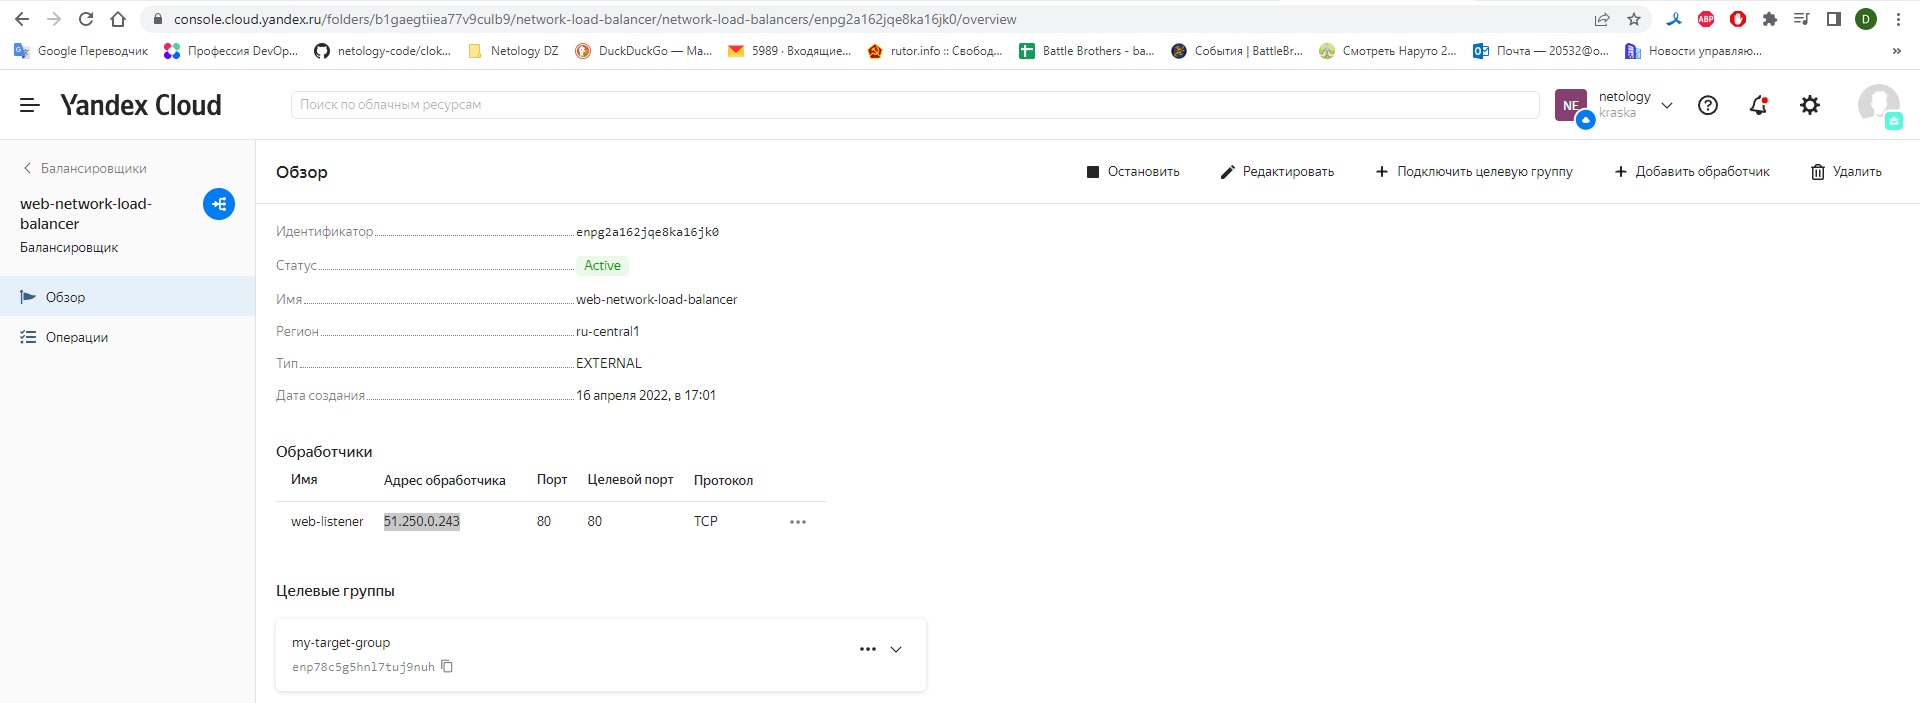 console.cloud.yandex.ru/folders/b1gaegtiiea77v9culb9/network-load-balancer/network-load-balancers/enpg2a162jqe8ka16jk0/overview
ABP
D
Google Переводчик
Профессия DevOp...
netology-code/clok...
Netology DZ
DuckDuckGo — Ma...
5989 · Входящие...
rutor.info :: Свобод...
Battle Brothers - ba...
События | BattleBr...
Смотреть Наруто 2...
Почта — 20532@o...
Новости управляю...
»
Yandex Cloud
Поиск по облачным ресурсам
NE
netology
kraska
Балансировщики
web-network-load-
balancer
Балансировщик
Обзор
Операции
Обзор
Остановить
Редактировать
+ Подключить целевую группу
+ Добавить обработчик
Удалить
Идентификатор enpg2a162jqe8ka16jk0
Статус Active
Имя web-network-load-balancer
Регион ru-central1
Тип EXTERNAL
Дата создания 16 апреля 2022, в 17:01
Обработчики
Имя Адрес обработчика Порт Целевой порт Протокол
web-listener 51.250.0.243 80 80 TCP
Целевые группы
my-target-group
enp78c5g5hnl7tuj9nuh